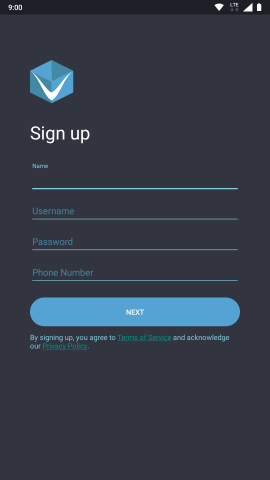 9:00
LTE
Sign up
Name
Username
Password
Phone Number
NEXT
By signing up, you agree to Terms of Service and acknowledge
our Privacy Policy.